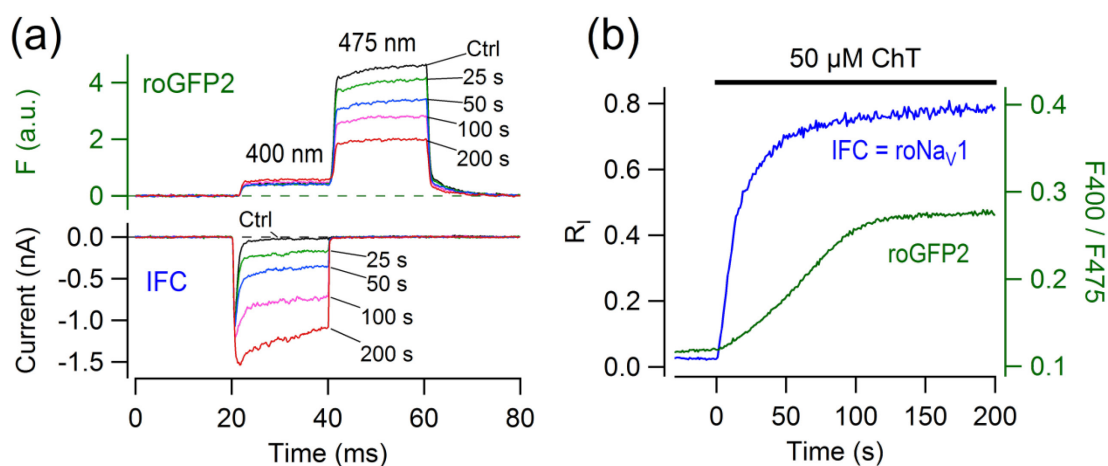 (a)
475 nm
Ctrl
25 s
50 s
100 s
200 s
roGFP2
400 nm
F (a.u.)
4
2
0
Ctrl
25 s
50 s
100 s
200 s
IFC
Current (nA)
0.0
-0.5
-1.0
-1.5
0 20 40 60 80
Time (ms)
(b)
50 µM ChT
IFC = roNaV1
roGFP2
RI
0.8
0.6
0.4
0.2
0.0
F400 / F475
0.4
0.3
0.2
0.1
0 50 100 150 200
Time (s)